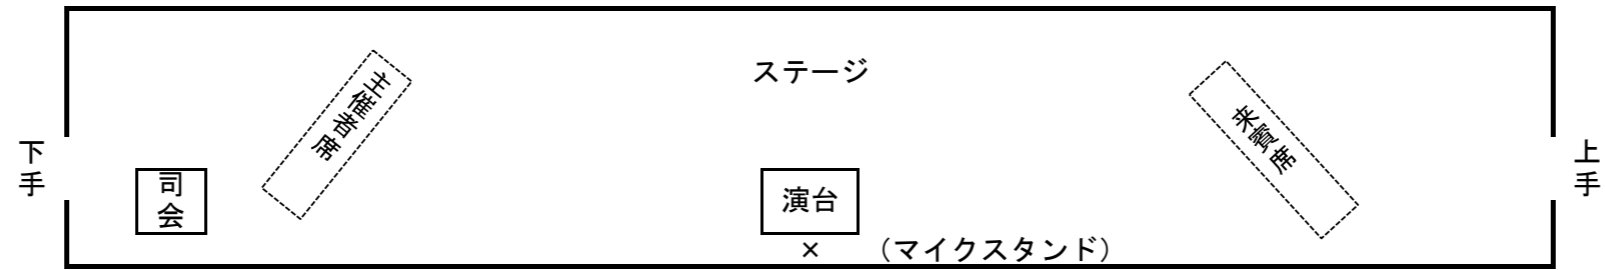 ステージ
主催者席
来賓席
下手
上手
司会
演台
× (マイクスタンド)